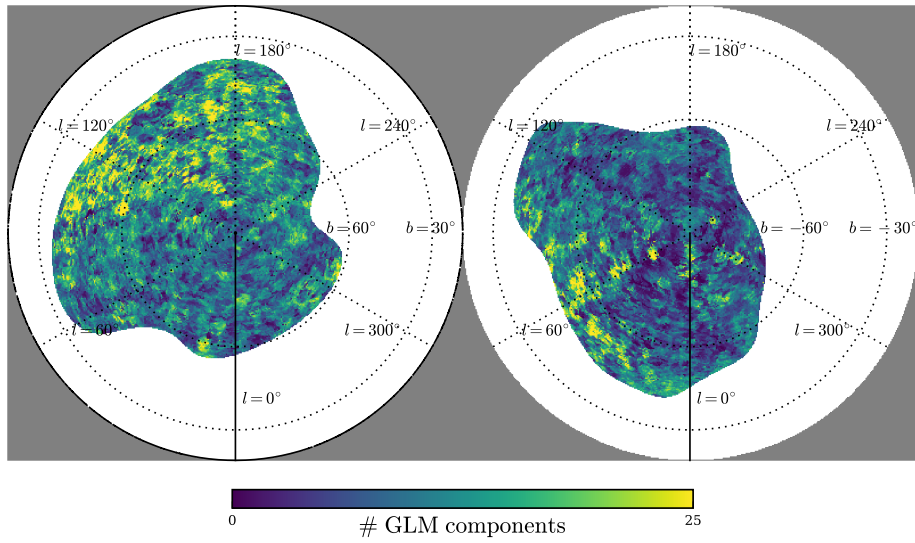 l = 180°
l = 180°
l = 120°
l = 240°
l = 120°
l = 240°
b = 60°
b = 30°
b = −60°
b = −30°
l = 60°
l = 300°
l = 60°
l = 300°
l = 0°
l = 0°
0
25
# GLM components